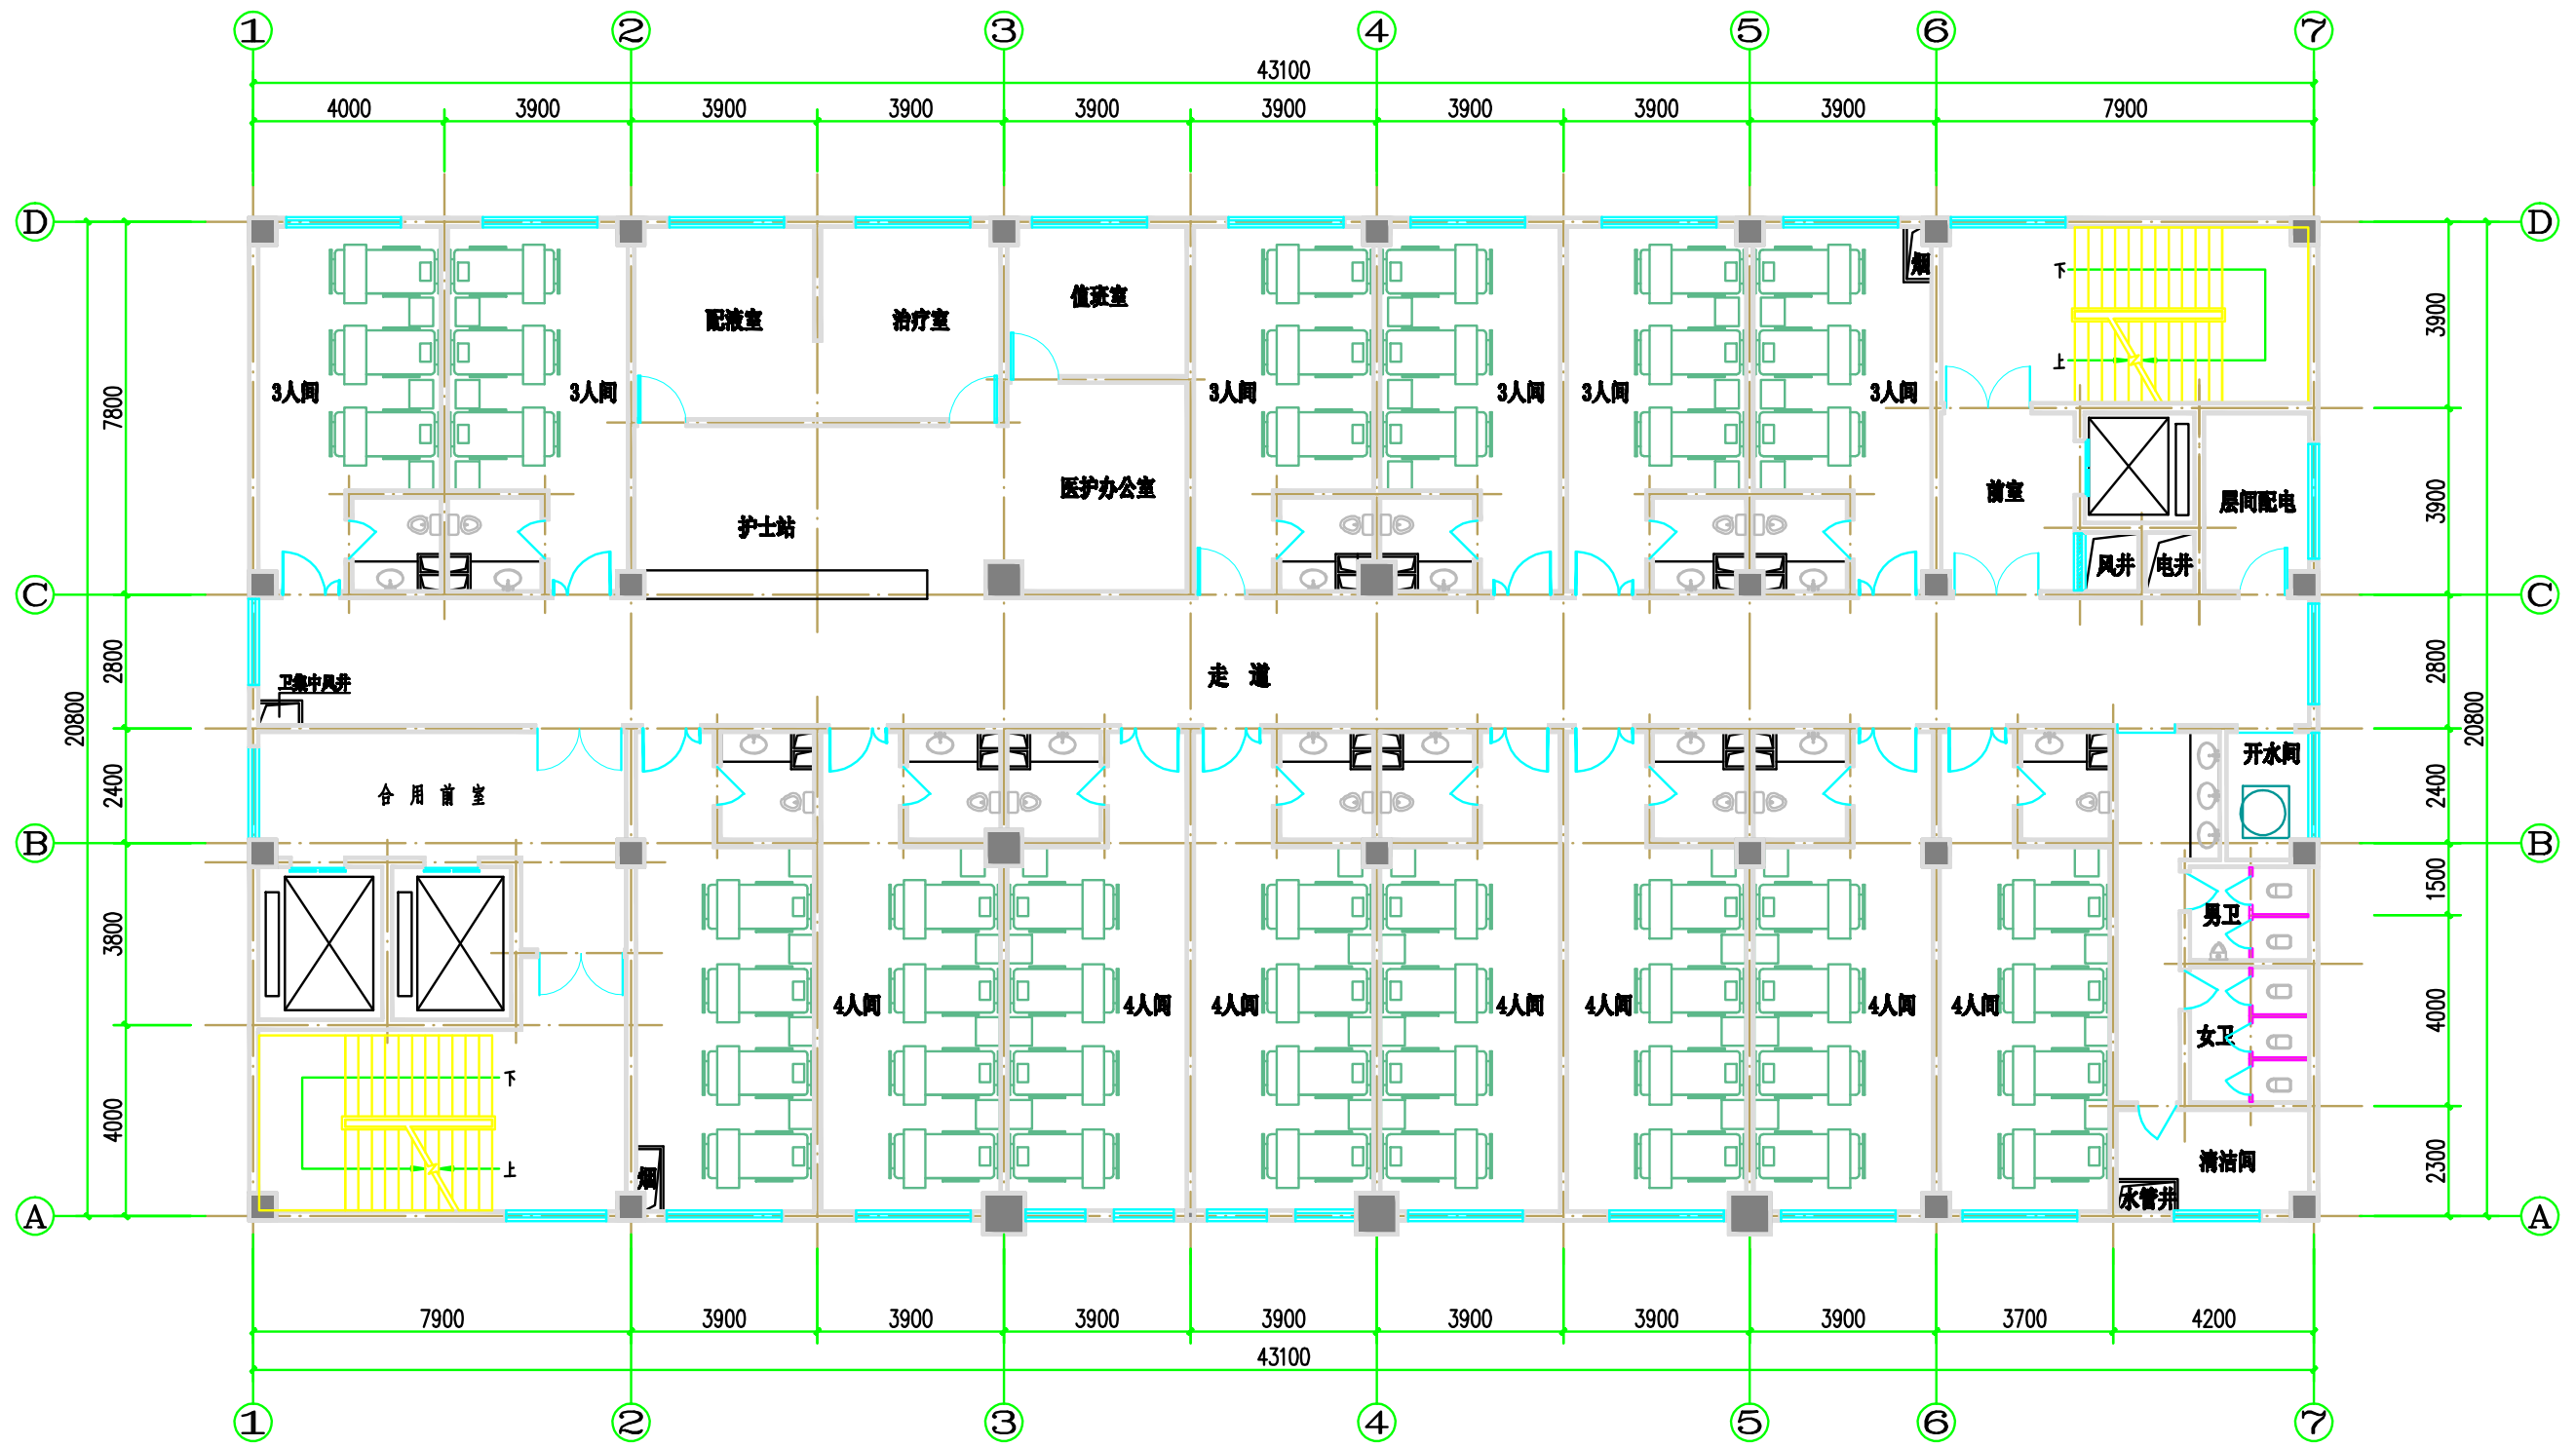 1 2 3 4 5 6 7
43100
4000 3900 3900 3900 3900 3900 3900 3900 3900 7900
D D
烟
下
值班室
配液室 治疗室
3900
上
7800
3人间 3人间 3人间 3人间 3人间 3人间
医护办公室 前室 层间配电
3900
护士站
风井 电井
C C
2800 走 道 2800
卫集中风井
20800 20800
开水间
2400 合 用 前 室 2400
B B
1500
男卫
3800
4人间 4人间 4人间 4人间 4人间 4人间 4人间
4000
女卫
下
4000
上
烟
清洁间
2300
水管井
A A
7900 3900 3900 3900 3900 3900 3900 3900 3700 4200
43100
1 2 3 4 5 6 7